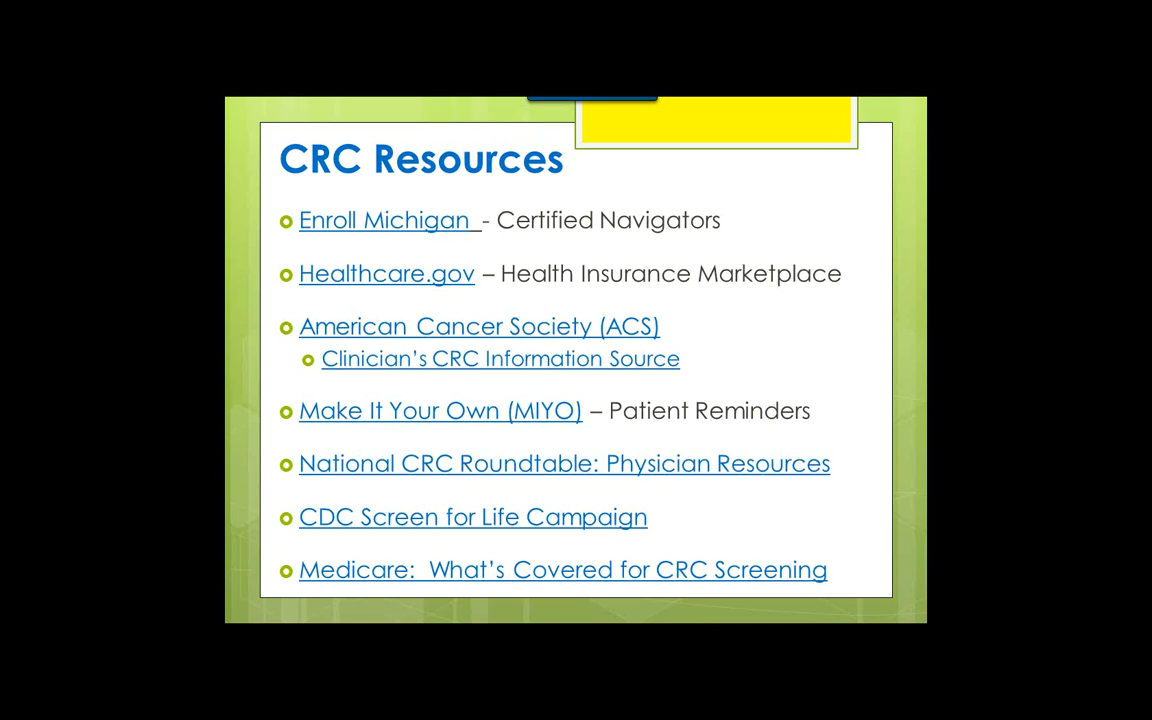 CRC Resources
Enroll Michigan - Certified Navigators
Healthcare.gov – Health Insurance Marketplace
American Cancer Society (ACS)
Clinician’s CRC Information Source
Make It Your Own (MIYO) – Patient Reminders
National CRC Roundtable: Physician Resources
CDC Screen for Life Campaign
Medicare: What’s Covered for CRC Screening